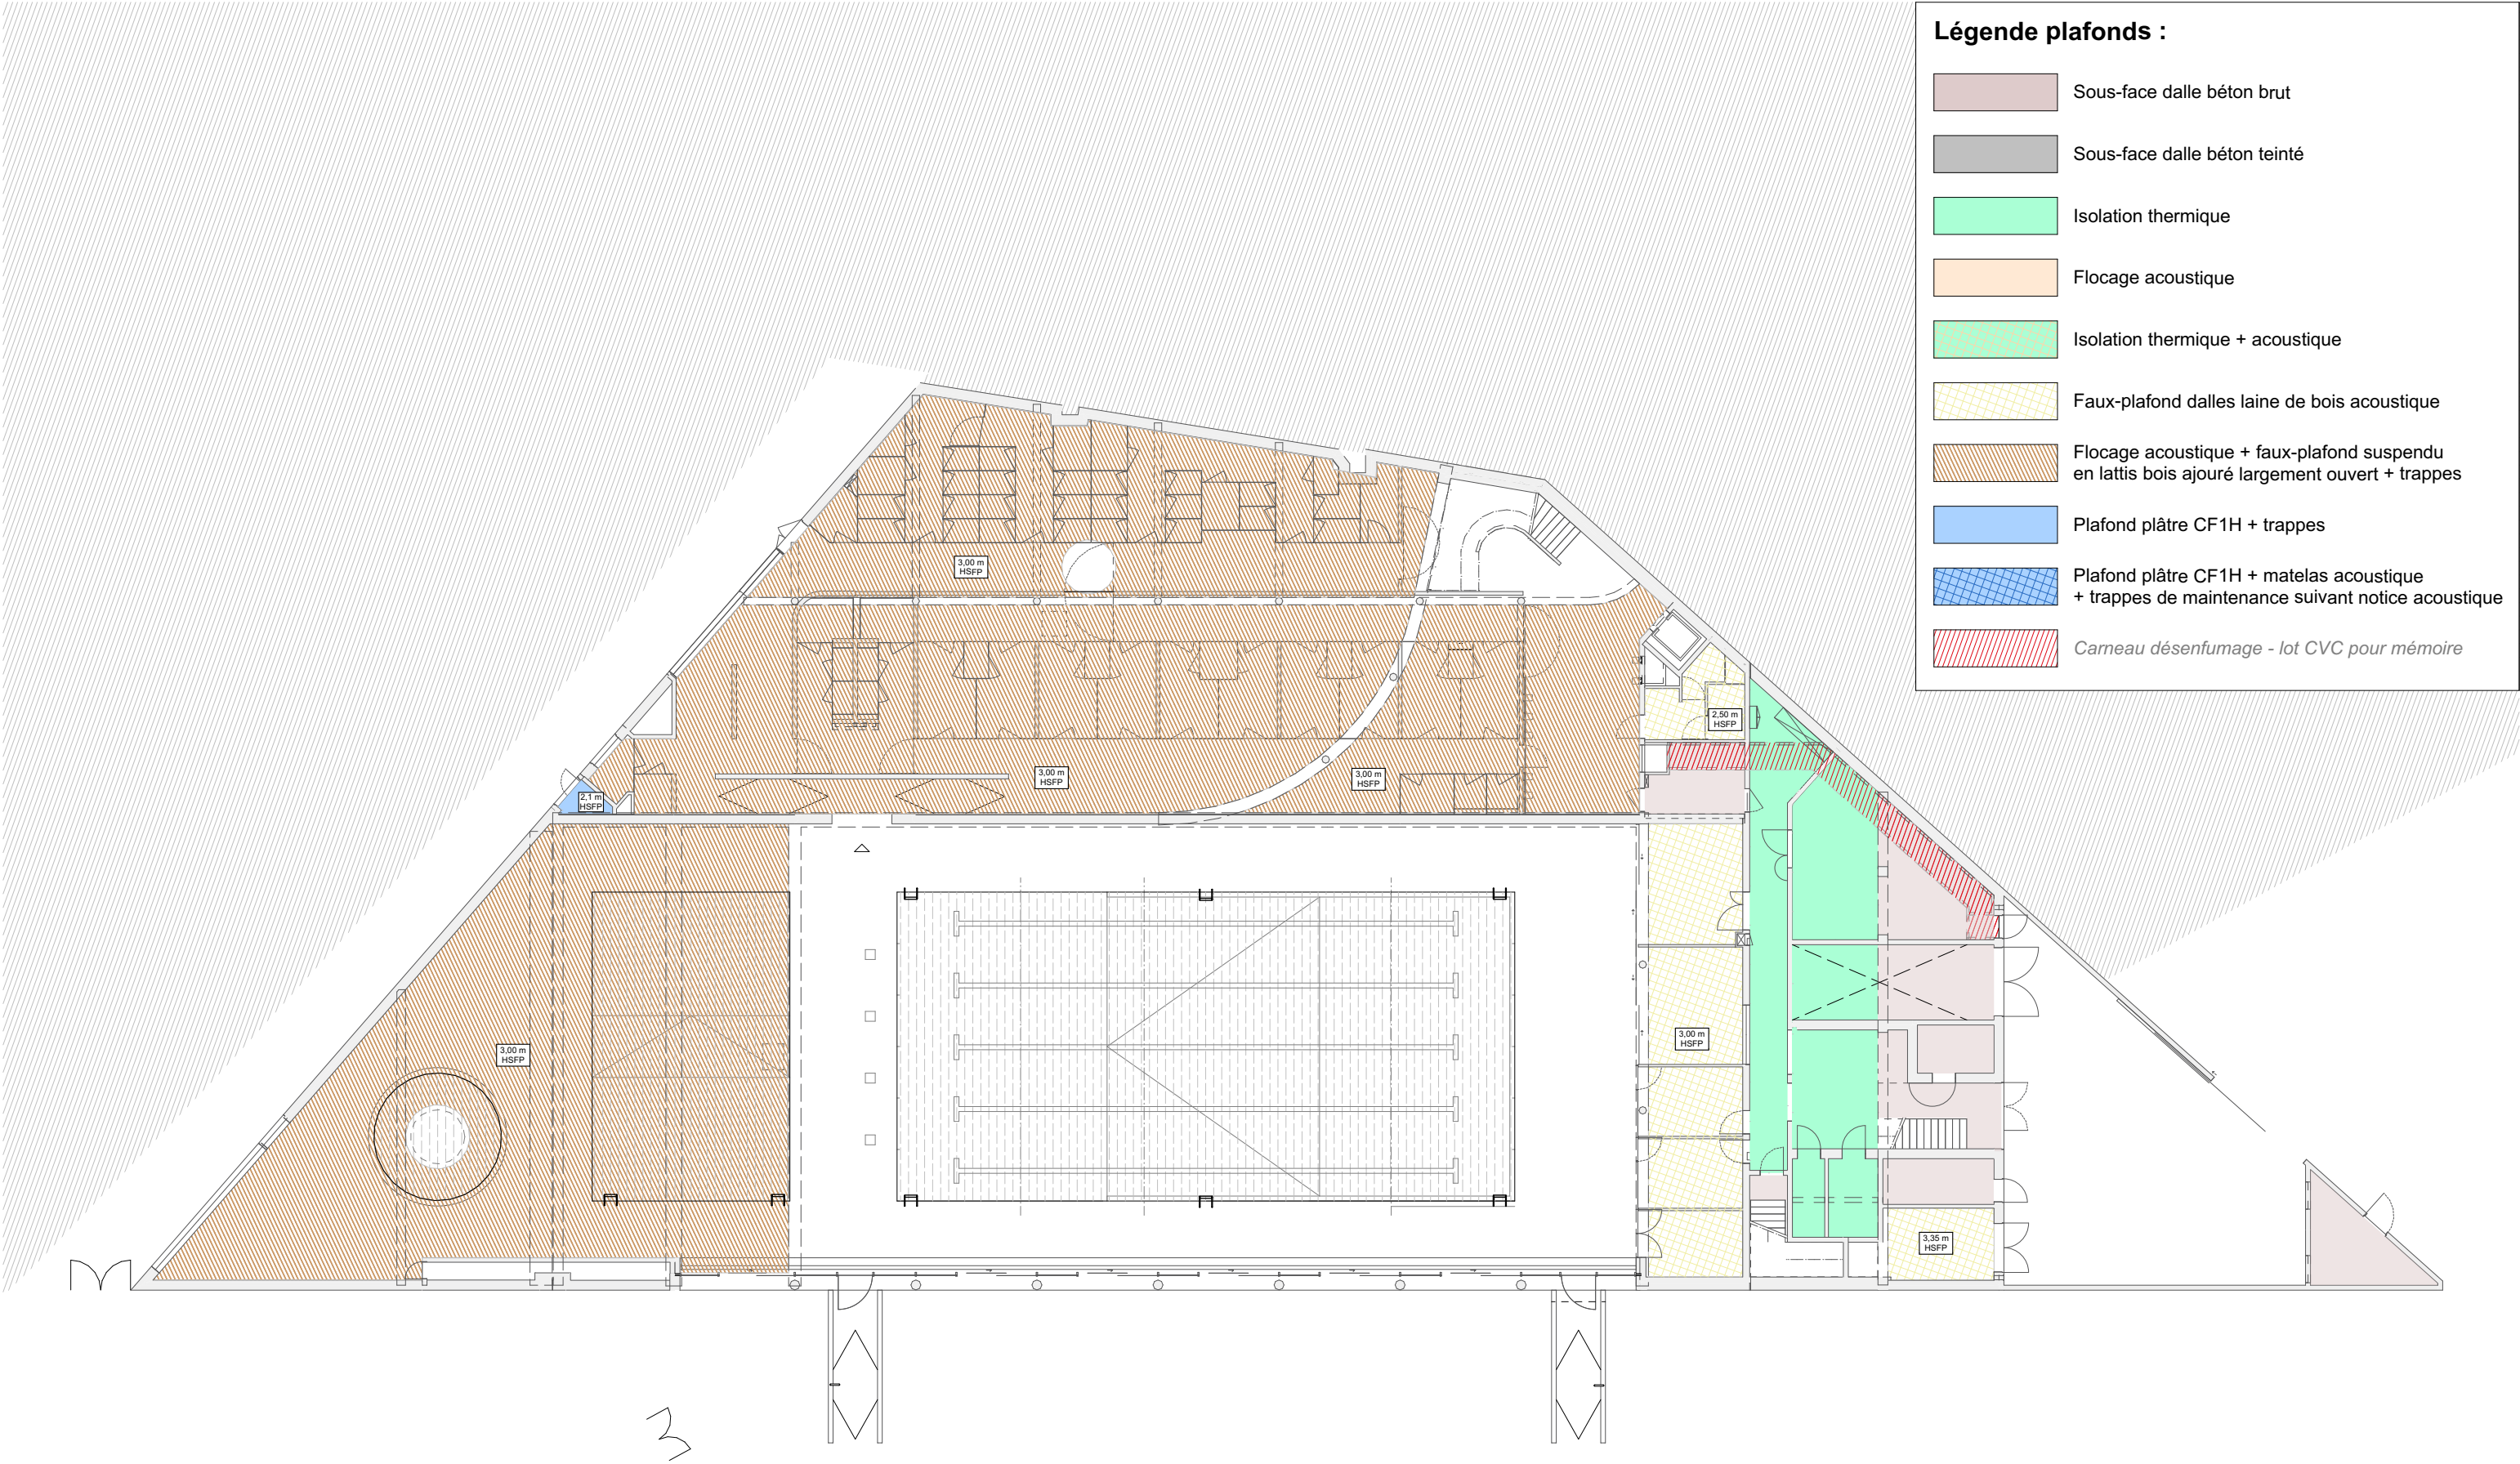 Légende plafonds :
Sous-face dalle béton brut
Sous-face dalle béton teinté
Isolation thermique
Flocage acoustique
Isolation thermique + acoustique
Faux-plafond dalles laine de bois acoustique
Flocage acoustique + faux-plafond suspendu
en lattis bois ajouré largement ouvert + trappes
Plafond plâtre CF1H + trappes
Plafond plâtre CF1H + matelas acoustique
+ trappes de maintenance suivant notice acoustique
Carneau désenfumage - lot CVC pour mémoire
3,00 m
HSFP
2,50 m
HSFP
3,00 m
HSFP
3,00 m
HSFP
2,1 m
HSFP
3,00 m
HSFP
3,00 m
HSFP
3,35 m
HSFP